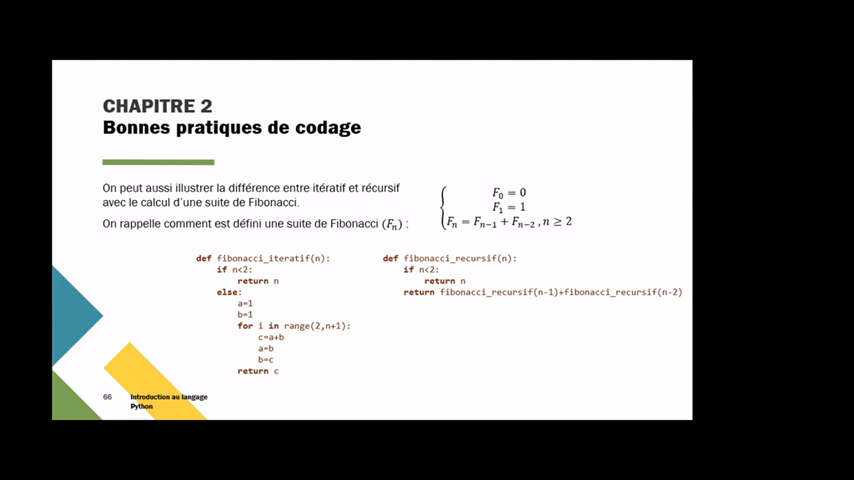 CHAPITRE 2
Bonnes pratiques de codage
On peut aussi illustrer la différence entre itératif et récursif
avec le calcul d'une suite de Fibonacci.
On rappelle comment est défini une suite de Fibonacci (Fₙ) :
F₀ = 0
F₁ = 1
Fₙ = Fₙ₋₁ + Fₙ₋₂ , n ≥ 2
def fibonacci_iteratif(n):
if n<2:
return n
else:
a=1
b=1
for i in range(2,n+1):
c=a+b
a=b
b=c
return c
def fibonacci_recursif(n):
if n<2:
return n
return fibonacci_recursif(n-1)+fibonacci_recursif(n-2)
66
Introduction au langage
Python